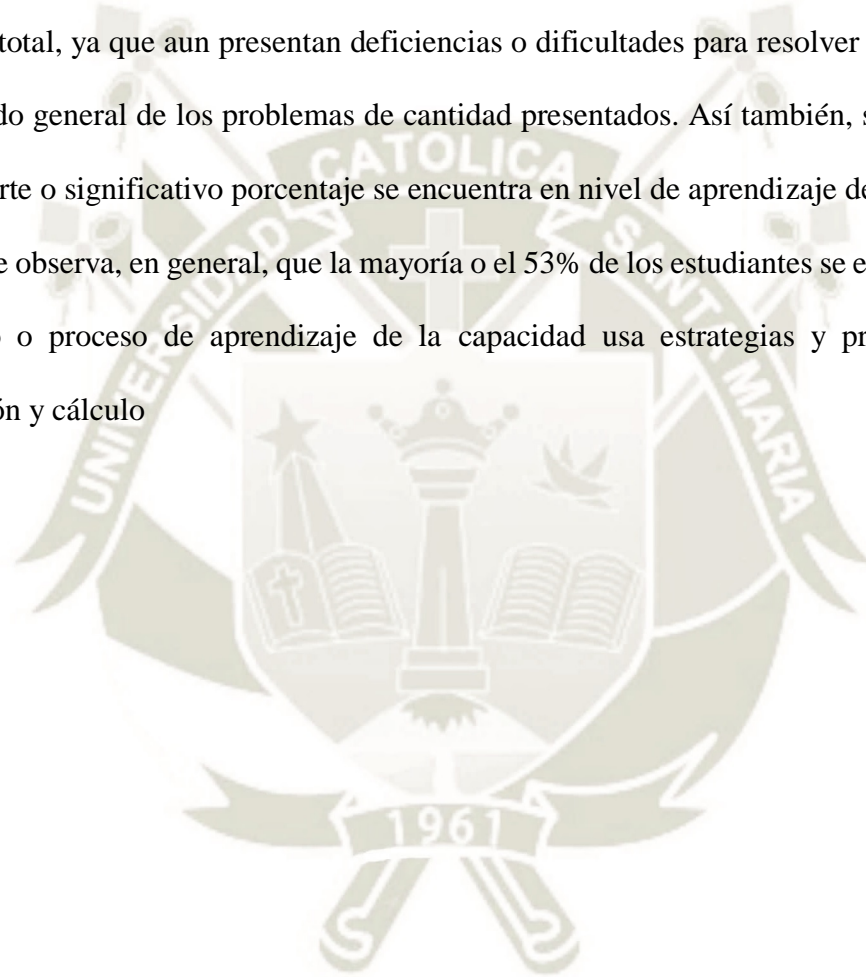 total, ya que aun presentan deficiencias o dificultades para resolver
do general de los problemas de cantidad presentados. Así también, s
rte o significativo porcentaje se encuentra en nivel de aprendizaje de
e observa, en general, que la mayoría o el 53% de los estudiantes se e
o o proceso de aprendizaje de la capacidad usa estrategias y pr
ón y cálculo
UNIVERSIDAD CATOLICA SANTA MARIA
1961